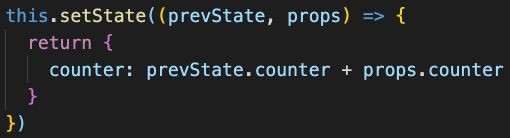 this.setState((prevState, props) => {
  return {
    counter: prevState.counter + props.counter
  }
})